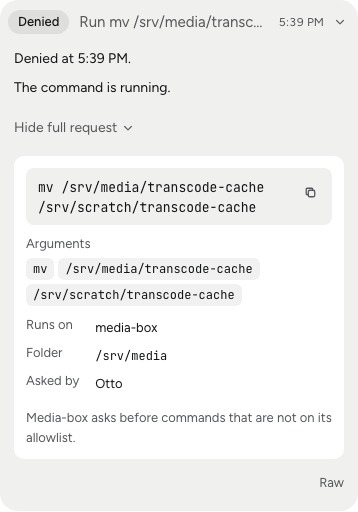 Denied Run mv /srv/media/transc... 5:39 PM
Denied at 5:39 PM.
The command is running.
Hide full request
mv /srv/media/transcode-cache
/srv/scratch/transcode-cache
Arguments
mv /srv/media/transcode-cache
/srv/scratch/transcode-cache
Runs on media-box
Folder /srv/media
Asked by Otto
Media-box asks before commands that are not on its
allowlist.
Raw